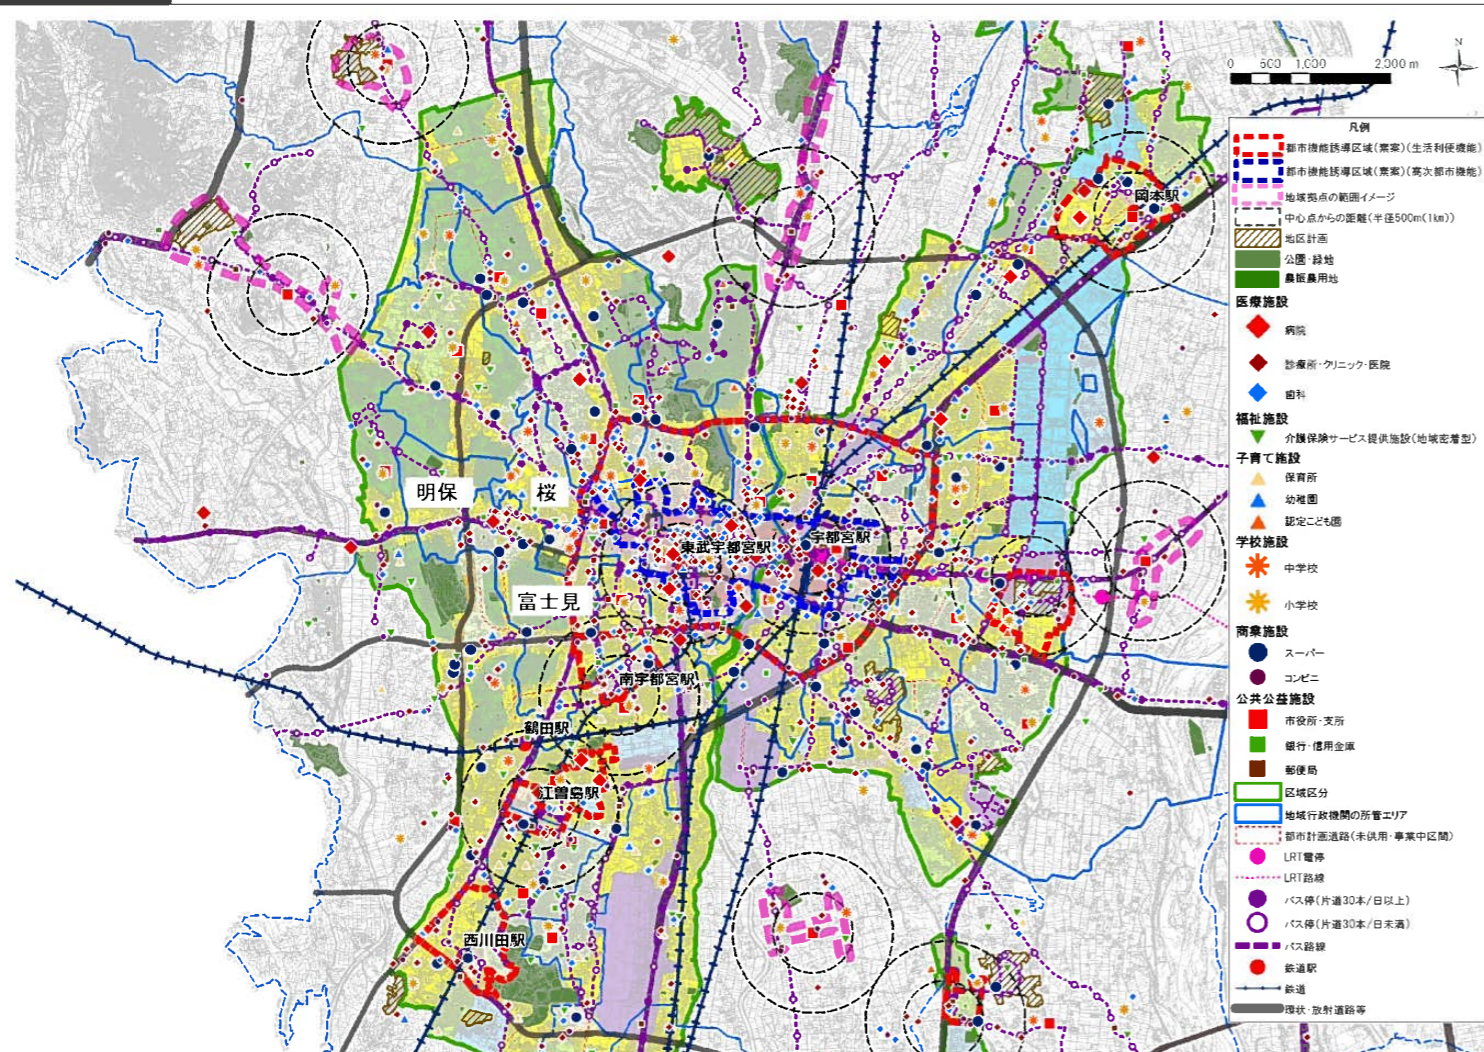 0 500 1,000 2,000 m
N
凡例
都市機能誘導区域(素案)(生活利便機能)
都市機能誘導区域(素案)(高次都市機能)
地域拠点の範囲イメージ
中心点からの距離(半径500m(1km))
地区計画
公園・緑地
農振農用地
医療施設
病院
診療所・クリニック・医院
歯科
福祉施設
介護保険サービス提供施設(地域密着型)
子育て施設
保育所
幼稚園
認定こども園
学校施設
中学校
小学校
商業施設
スーパー
コンビニ
公共公益施設
市役所・支所
銀行・信用金庫
郵便局
区域区分
地域行政機関の所管エリア
都市計画道路(未供用・事業中区間)
LRT電停
LRT路線
バス停(片道30本/日以上)
バス停(片道30本/日未満)
バス路線
鉄道駅
鉄道
環状・放射道路等
岡本駅
明保
桜
東武宇都宮駅
宇都宮駅
富士見
南宇都宮駅
鶴田駅
江曽島駅
西川田駅